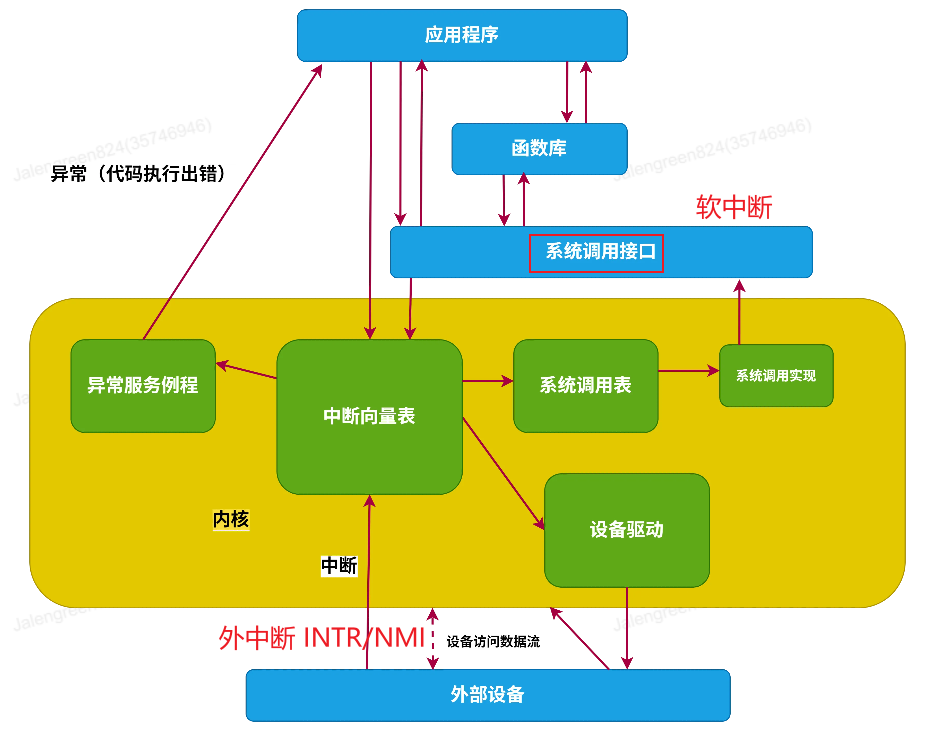 应用程序
Jalengreen824(35746946)
函数库
Jalengreen824(35746946)
异常（代码执行出错）
软中断
系统调用接口
异常服务例程
中断向量表
系统调用表
系统调用实现
内核
设备驱动
中断
外中断 INTR/NMI
设备访问数据流
外部设备